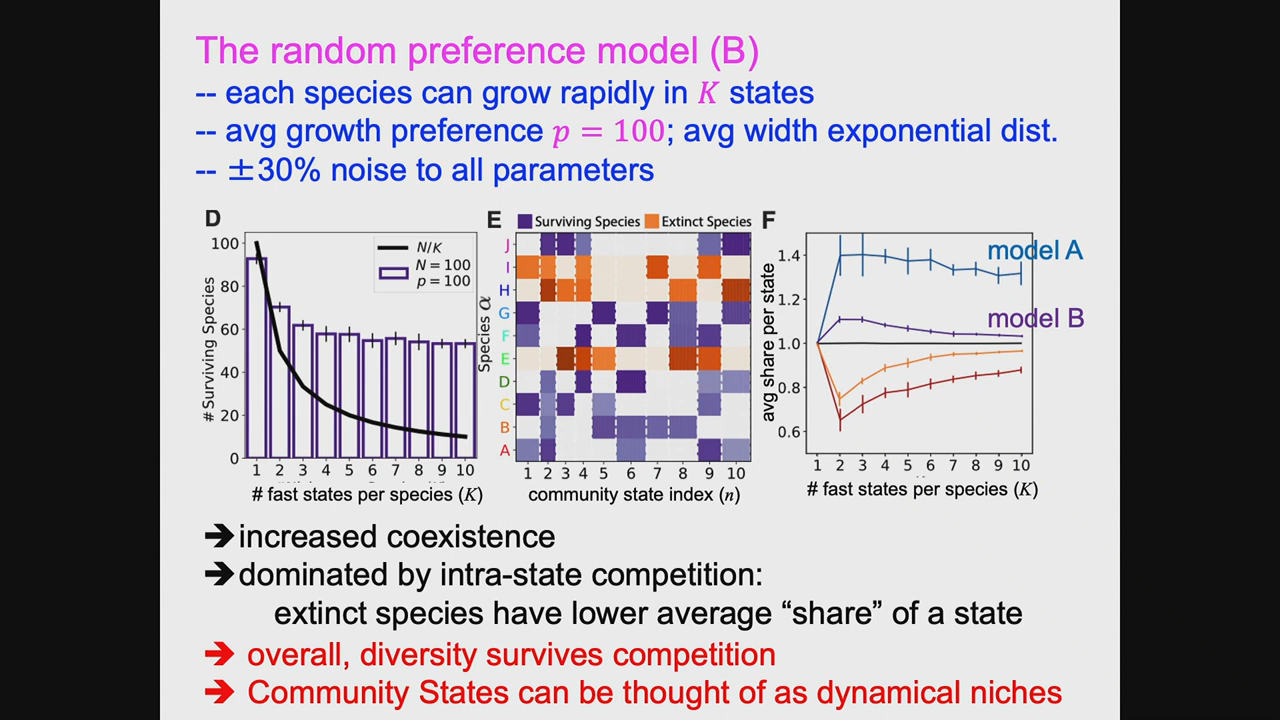 The random preference model (B)
-- each species can grow rapidly in K states
-- avg growth preference p = 100; avg width exponential dist.
-- ±30% noise to all parameters
D
# Surviving Species
100
80
60
40
20
0
N/K
N = 100
p = 100
1 2 3 4 5 6 7 8 9 10
# fast states per species (K)
E
Surviving Species Extinct Species
Species α
J
I
H
G
F
E
D
C
B
A
1 2 3 4 5 6 7 8 9 10
community state index (n)
F
avg share per state
1.4
1.2
1.0
0.8
0.6
model A
model B
1 2 3 4 5 6 7 8 9 10
# fast states per species (K)
➔ increased coexistence
➔ dominated by intra-state competition:
extinct species have lower average “share” of a state
➔ overall, diversity survives competition
➔ Community States can be thought of as dynamical niches